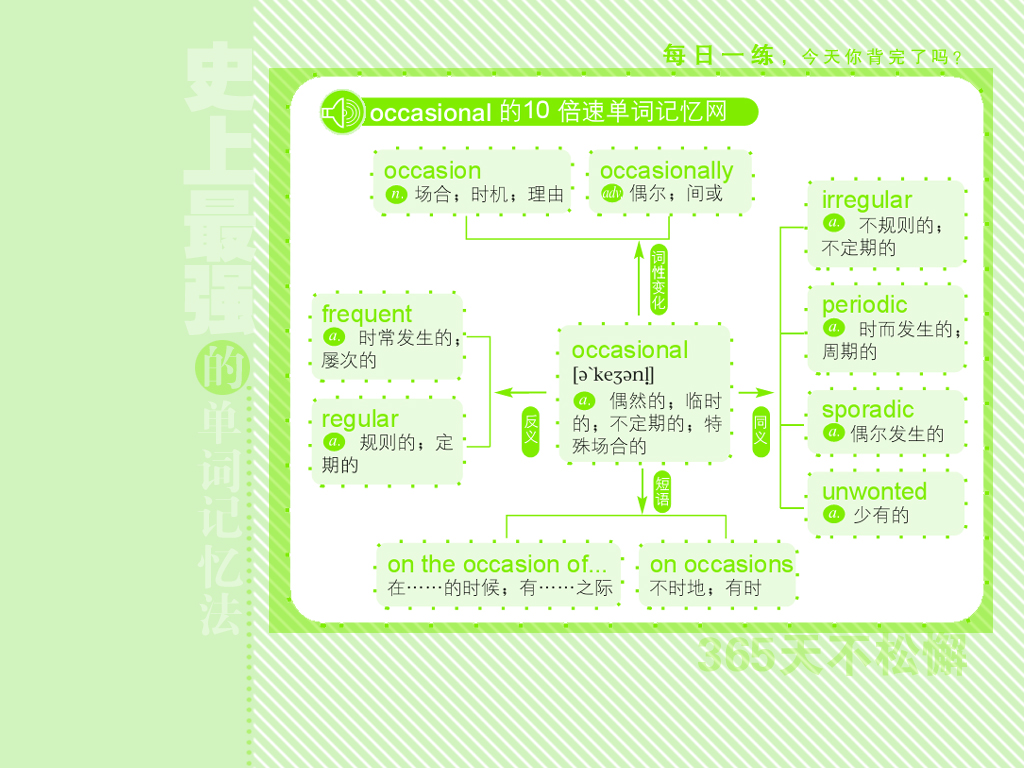 史上最强的单词记忆法
每日一练，今天你背完了吗？
occasional 的10 倍速单词记忆网
occasion
n. 场合；时机；理由
occasionally
adv 偶尔；间或
词性变化
irregular
a. 不规则的；
不定期的
periodic
a. 时而发生的；
周期的
sporadic
a. 偶尔发生的
unwonted
a. 少有的
同义
frequent
a. 时常发生的；
屡次的
regular
a. 规则的；定
期的
反义
occasional
[əˋkeʒənl̩]
a. 偶然的；临时
的；不定期的；特
殊场合的
短语
on the occasion of...
在……的时候；有……之际
on occasions
不时地；有时
365天不松懈